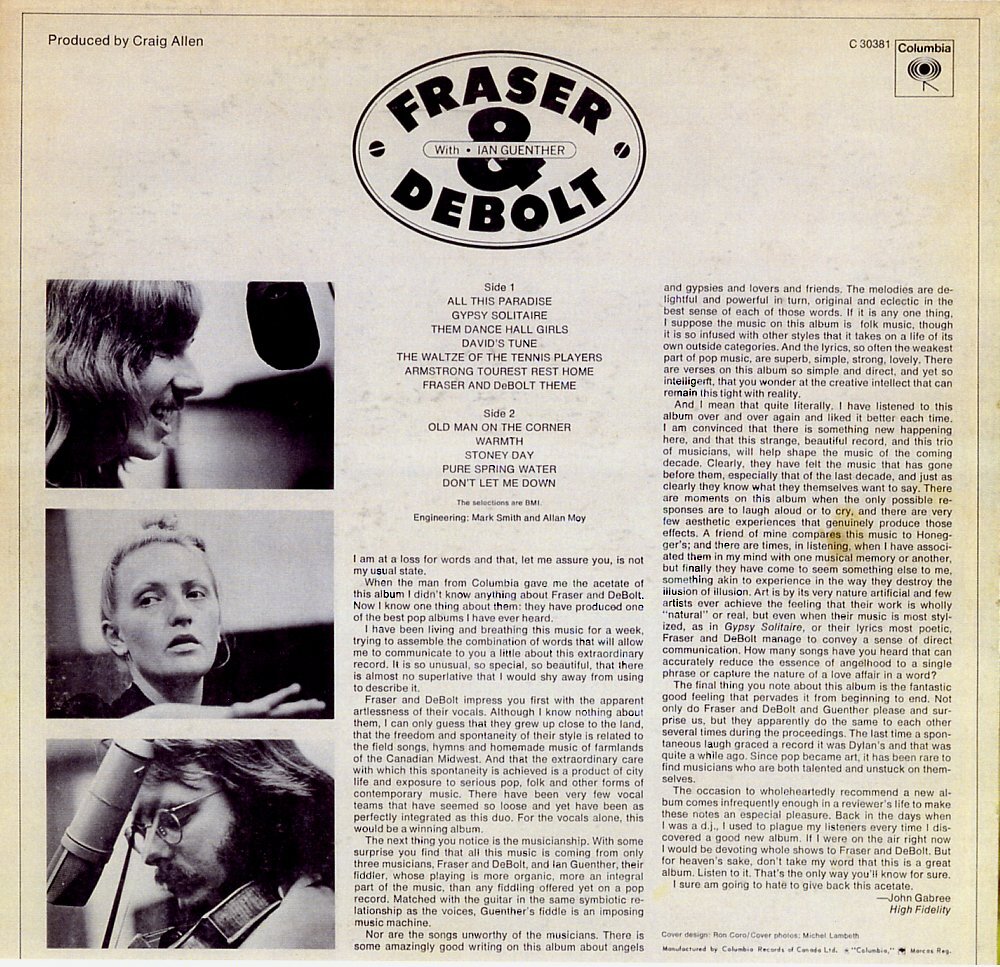 Produced by Craig Allen
C 30381
Columbia
FRASER
&
With • IAN GUENTHER
DEBOLT
Side 1
ALL THIS PARADISE
GYPSY SOLITAIRE
THEM DANCE HALL GIRLS
DAVID'S TUNE
THE WALTZE OF THE TENNIS PLAYERS
ARMSTRONG TOUREST REST HOME
FRASER AND DeBOLT THEME
Side 2
OLD MAN ON THE CORNER
WARMTH
STONEY DAY
PURE SPRING WATER
DON'T LET ME DOWN
The selections are BMI.
Engineering: Mark Smith and Allan Moy
I am at a loss for words and that, let me assure you, is not
my usual state.
When the man from Columbia gave me the acetate of
this album I didn't know anything about Fraser and DeBolt.
Now I know one thing about them: they have produced one
of the best pop albums I have ever heard.
I have been living and breathing this music for a week,
trying to assemble the combination of words that will allow
me to communicate to you a little about this extraordinary
record. It is so unusual, so special, so beautiful, that there
is almost no superlative that I would shy away from using
to describe it.
Fraser and DeBolt impress you first with the apparent
artlessness of their vocals. Although I know nothing about
them, I can only guess that they grew up close to the land,
that the freedom and spontaneity of their style is related to
the field songs, hymns and homemade music of farmlands
of the Canadian Midwest. And that the extraordinary care
with which this spontaneity is achieved is a product of city
life and exposure to serious pop, folk and other forms of
contemporary music. There have been very few vocal
teams that have seemed so loose and yet have been as
perfectly integrated as this duo. For the vocals alone, this
would be a winning album.
The next thing you notice is the musicianship. With some
surprise you find that all this music is coming from only
three musicians, Fraser and DeBolt, and Ian Guenther, their
fiddler, whose playing is more organic, more an integral
part of the music, than any fiddling offered yet on a pop
record. Matched with the guitar in the same symbiotic re-
lationship as the voices, Guenther's fiddle is an imposing
music machine.
Nor are the songs unworthy of the musicians. There is
some amazingly good writing on this album about angels
and gypsies and lovers and friends. The melodies are de-
lightful and powerful in turn, original and eclectic in the
best sense of each of those words. If it is any one thing,
I suppose the music on this album is folk music, though
it is so infused with other styles that it takes on a life of its
own outside categories. And the lyrics, so often the weakest
part of pop music, are superb, simple, strong, lovely. There
are verses on this album so simple and direct, and yet so
intelligent, that you wonder at the creative intellect that can
remain this tight with reality.
And I mean that quite literally. I have listened to this
album over and over again and liked it better each time.
I am convinced that there is something new happening
here, and that this strange, beautiful record, and this trio
of musicians, will help shape the music of the coming
decade. Clearly, they have felt the music that has gone
before them, especially that of the last decade, and just as
clearly they know what they themselves want to say. There
are moments on this album when the only possible re-
sponses are to laugh aloud or to cry, and there are very
few aesthetic experiences that genuinely produce those
effects. A friend of mine compares this music to Honeg-
ger's; and there are times, in listening, when I have associ-
ated them in my mind with one musical memory or another,
but finally they have come to seem something else to me,
something akin to experience in the way they destroy the
illusion of illusion. Art is by its very nature artificial and few
artists ever achieve the feeling that their work is wholly
"natural" or real, but even when their music is most styl-
ized, as in Gypsy Solitaire, or their lyrics most poetic,
Fraser and DeBolt manage to convey a sense of direct
communication. How many songs have you heard that can
accurately reduce the essence of angelhood to a single
phrase or capture the nature of a love affair in a word?
The final thing you note about this album is the fantastic
good feeling that pervades it from beginning to end. Not
only do Fraser and DeBolt and Guenther please and sur-
prise us, but they apparently do the same to each other
several times during the proceedings. The last time a spon-
taneous laugh graced a record it was Dylan's and that was
quite a while ago. Since pop became art, it has been rare to
find musicians who are both talented and unstuck on them-
selves.
The occasion to wholeheartedly recommend a new al-
bum comes infrequently enough in a reviewer's life to make
these notes an especial pleasure. Back in the days when
I was a d.j., I used to plague my listeners every time I dis-
covered a good new album. If I were on the air right now
I would be devoting whole shows to Fraser and DeBolt. But
for heaven's sake, don't take my word that this is a great
album. Listen to it. That's the only way you'll know for sure.
I sure am going to hate to give back this acetate.
—John Gabree
High Fidelity
Cover design: Ron Coro/Cover photos: Michel Lambeth
Manufactured by Columbia Records of Canada Ltd. ® "Columbia," Marcas Reg.